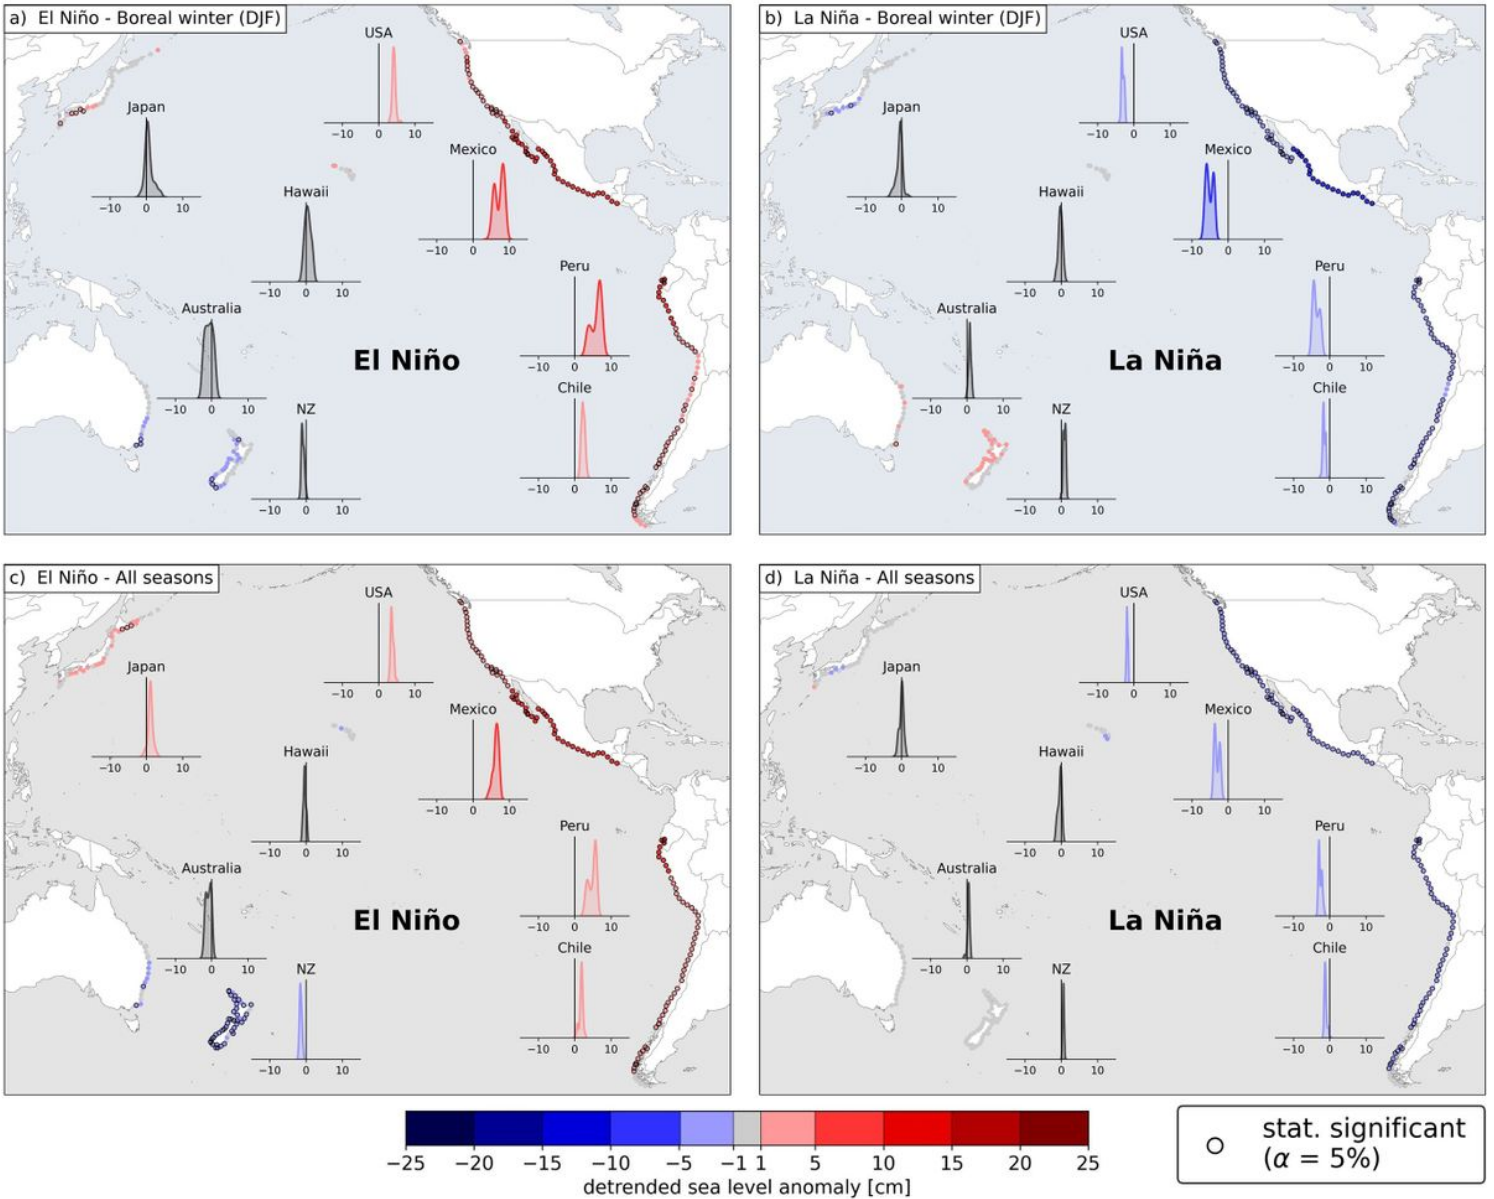 a) El Niño - Boreal winter (DJF)
USA
−10 0 10
Japan
−10 0 10
Mexico
−10 0 10
Hawaii
−10 0 10
Peru
−10 0 10
Australia
−10 0 10
El Niño
Chile
−10 0 10
NZ
−10 0 10
b) La Niña - Boreal winter (DJF)
USA
−10 0 10
Japan
−10 0 10
Mexico
−10 0 10
Hawaii
−10 0 10
Peru
−10 0 10
Australia
−10 0 10
La Niña
Chile
−10 0 10
NZ
−10 0 10
c) El Niño - All seasons
USA
−10 0 10
Japan
−10 0 10
Mexico
−10 0 10
Hawaii
−10 0 10
Peru
−10 0 10
Australia
−10 0 10
El Niño
Chile
−10 0 10
NZ
−10 0 10
d) La Niña - All seasons
USA
−10 0 10
Japan
−10 0 10
Mexico
−10 0 10
Hawaii
−10 0 10
Peru
−10 0 10
Australia
−10 0 10
La Niña
Chile
−10 0 10
NZ
−10 0 10
−25 −20 −15 −10 −5 −1 1 5 10 15 20 25
detrended sea level anomaly [cm]
stat. significant
(α = 5%)